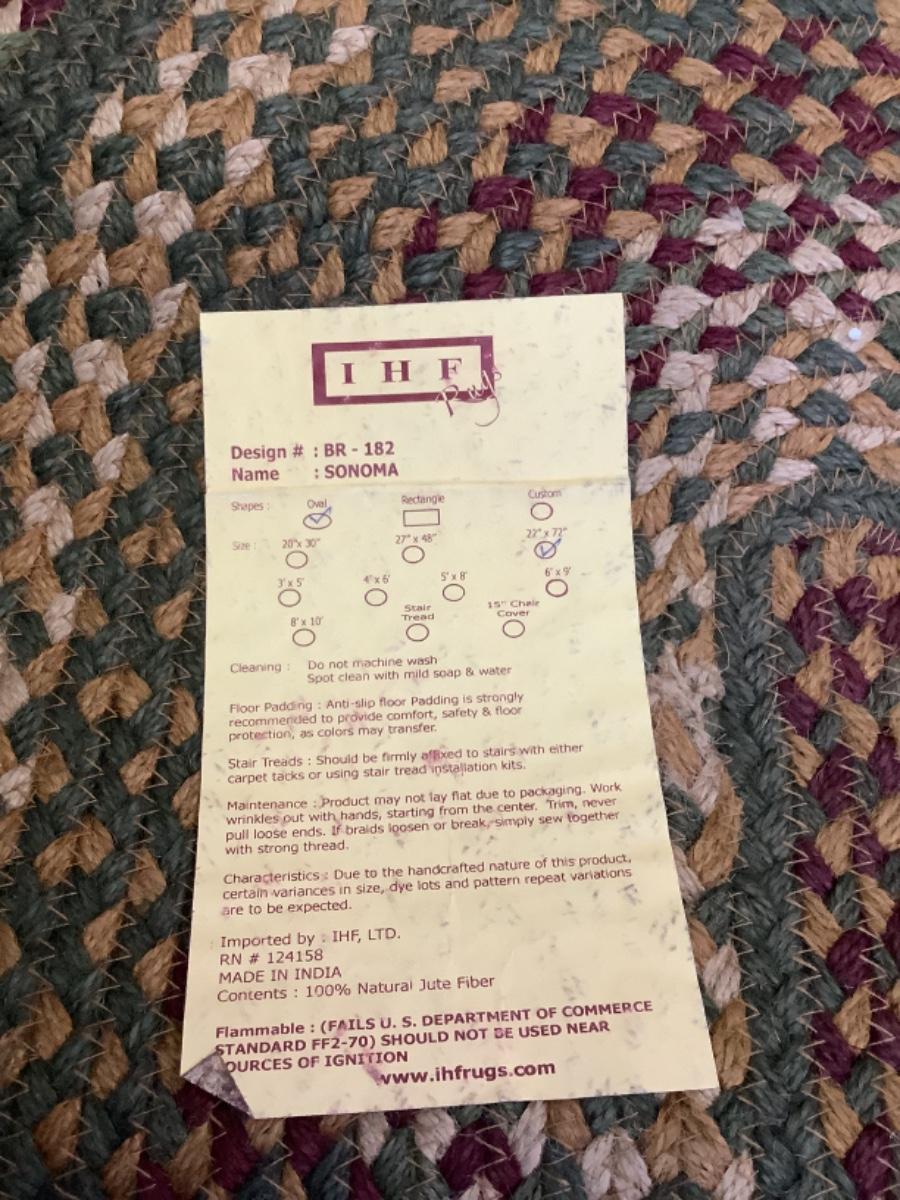 I H F
Rugs
Design # : BR - 182
Name : SONOMA
Shapes : Oval Rectangle Custom
Size : 20"x 30" 27" x 48" 22" x 72"
3' x 5' 4' x 6' 5' x 8' 6' x 9'
8' x 10' Stair Tread 15" Chair Cover
Cleaning : Do not machine wash
Spot clean with mild soap & water
Floor Padding : Anti-slip floor Padding is strongly
recommended to provide comfort, safety & floor
protection, as colors may transfer.
Stair Treads : Should be firmly affixed to stairs with either
carpet tacks or using stair tread installation kits.
Maintenance : Product may not lay flat due to packaging. Work
wrinkles out with hands, starting from the center. Trim, never
pull loose ends. If braids loosen or break, simply sew together
with strong thread.
Characteristics : Due to the handcrafted nature of this product,
certain variances in size, dye lots and pattern repeat variations
are to be expected.
Imported by : IHF, LTD.
RN # 124158
MADE IN INDIA
Contents : 100% Natural Jute Fiber
Flammable : (FAILS U. S. DEPARTMENT OF COMMERCE
STANDARD FF2-70) SHOULD NOT BE USED NEAR
OURCES OF IGNITION
www.ihfrugs.com